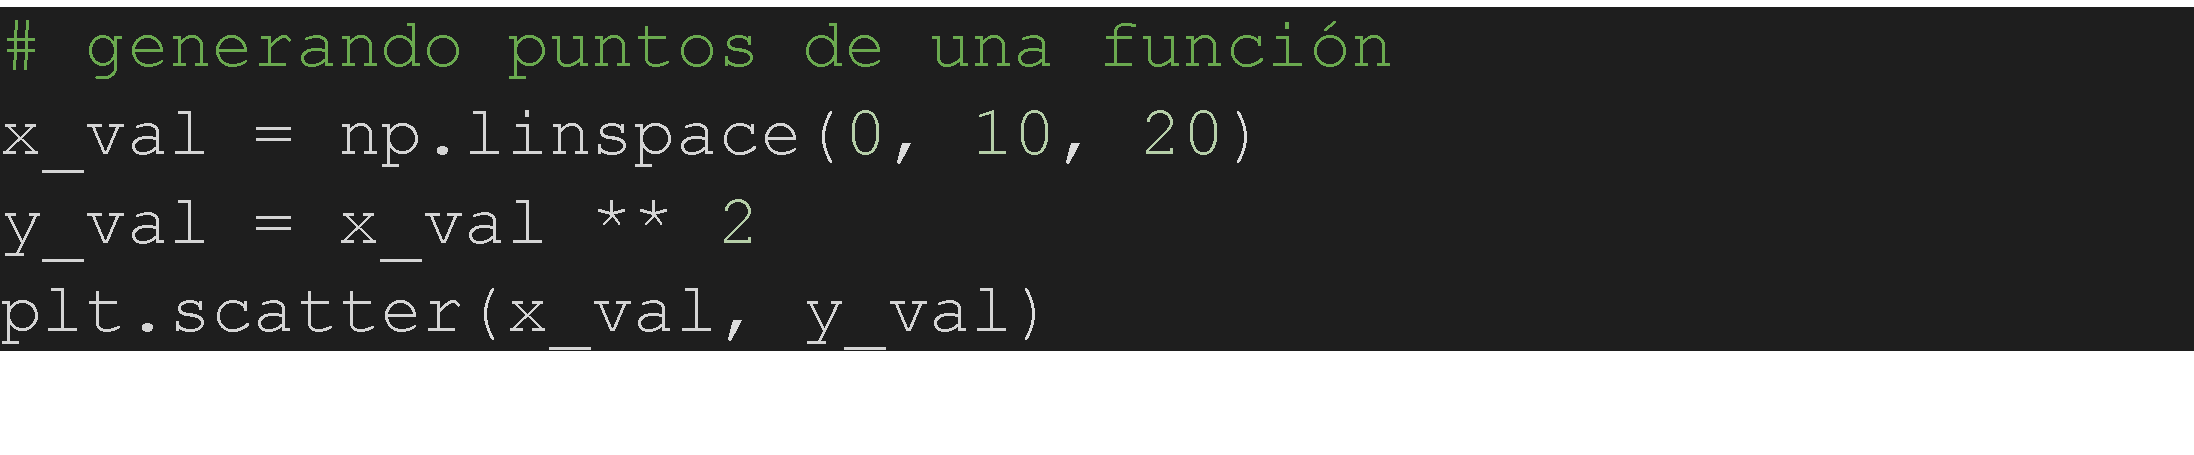 # generando puntos de una función
x_val = np.linspace(0, 10, 20)
y_val = x_val ** 2
plt.scatter(x_val, y_val)